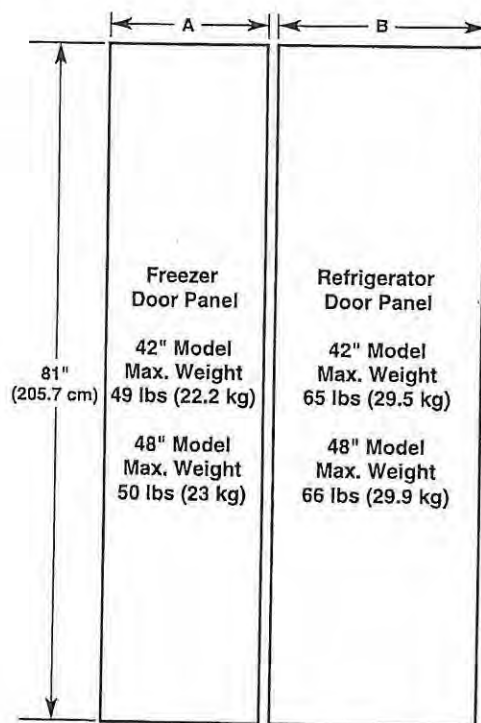 A
B
81"
(205.7 cm)
Freezer
Door Panel
42" Model
Max. Weight
49 lbs (22.2 kg)
48" Model
Max. Weight
50 lbs (23 kg)
Refrigerator
Door Panel
42" Model
Max. Weight
65 lbs (29.5 kg)
48" Model
Max. Weight
66 lbs (29.9 kg)